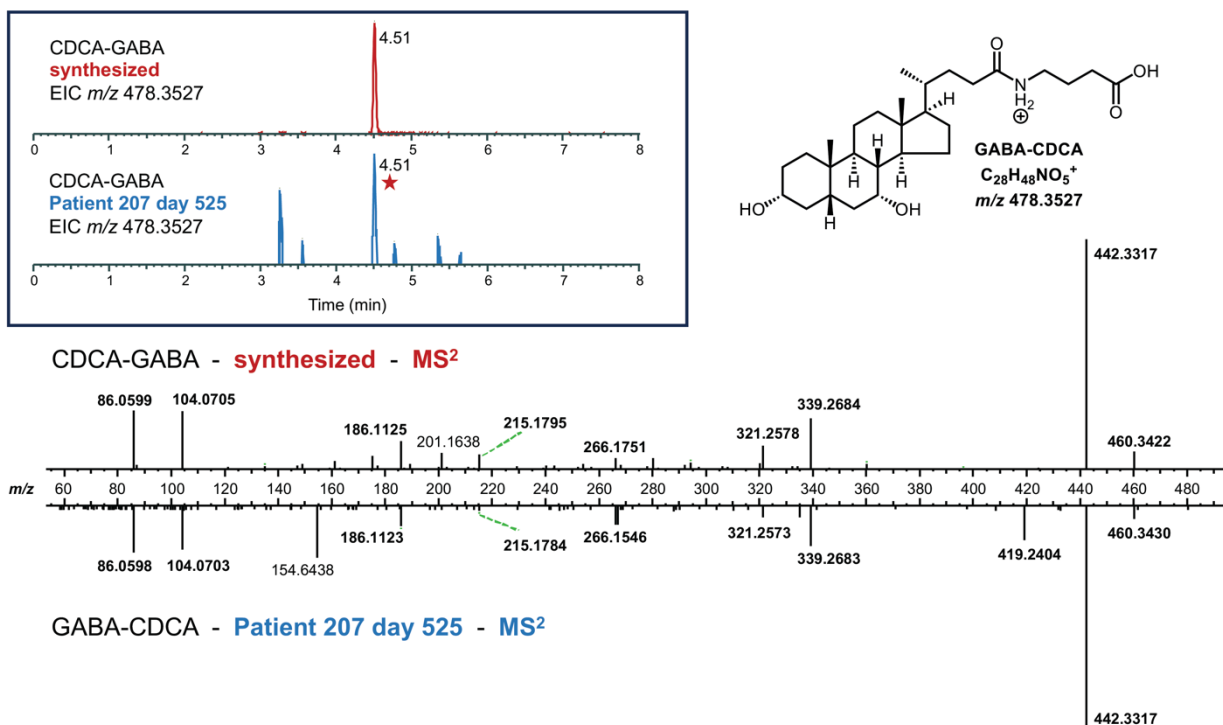 CDCA-GABA
synthesized
EIC m/z 478.3527
4.51
0 1 2 3 4 5 6 7 8
CDCA-GABA
Patient 207 day 525
EIC m/z 478.3527
4.51
0 1 2 3 4 5 6 7 8
Time (min)
O
OH
N
H₂
⊕
O
H
H
H
H
HO
OH
H
GABA-CDCA
C₂₈H₄₈NO₅⁺
m/z 478.3527
CDCA-GABA - synthesized - MS²
442.3317
86.0599
104.0705
186.1125
201.1638
215.1795
266.1751
321.2578
339.2684
460.3422
m/z 60 80 100 120 140 160 180 200 220 240 260 280 300 320 340 360 380 400 420 440 460 480
86.0598
104.0703
154.6438
186.1123
215.1784
266.1546
321.2573
339.2683
419.2404
460.3430
GABA-CDCA - Patient 207 day 525 - MS²
442.3317